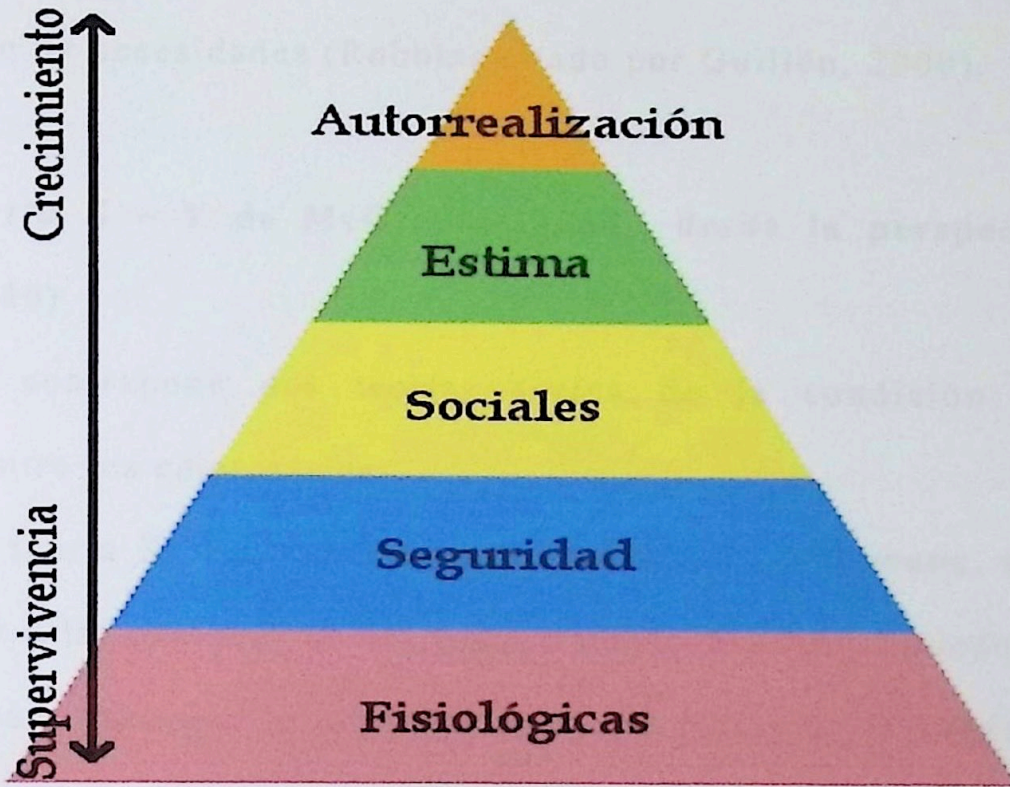 Crecimiento
Autorrealización
Estima
Sociales
Seguridad
Supervivencia
Fisiológicas